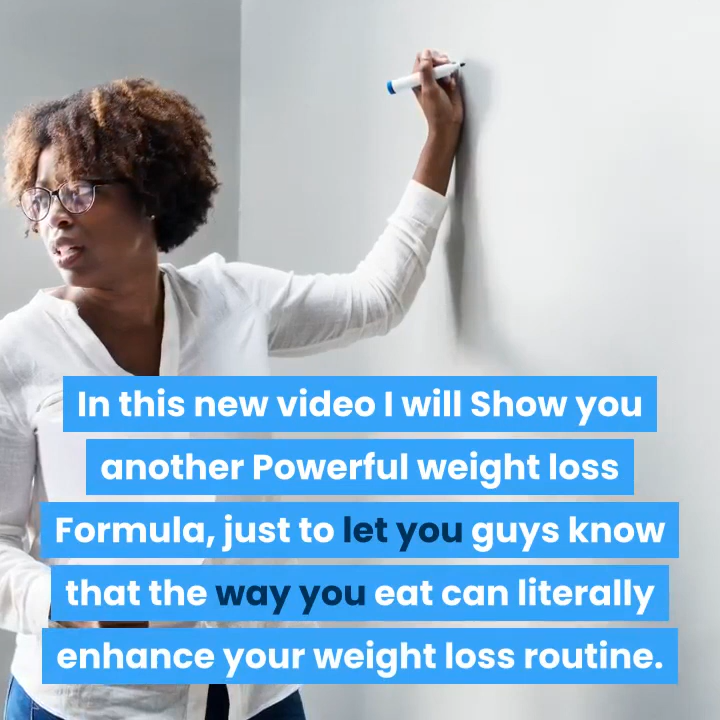 In this new video I will Show you
another Powerful weight loss
Formula, just to let you guys know
that the way you eat can literally
enhance your weight loss routine.